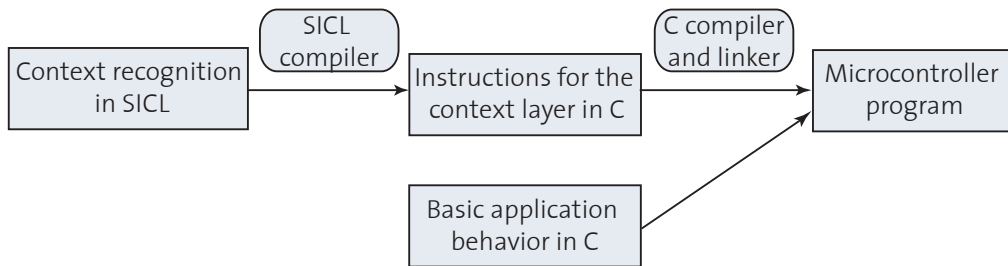 Context recognition
in SICL
SICL
compiler
Instructions for the
context layer in C
C compiler
and linker
Microcontroller
program
Basic application
behavior in C